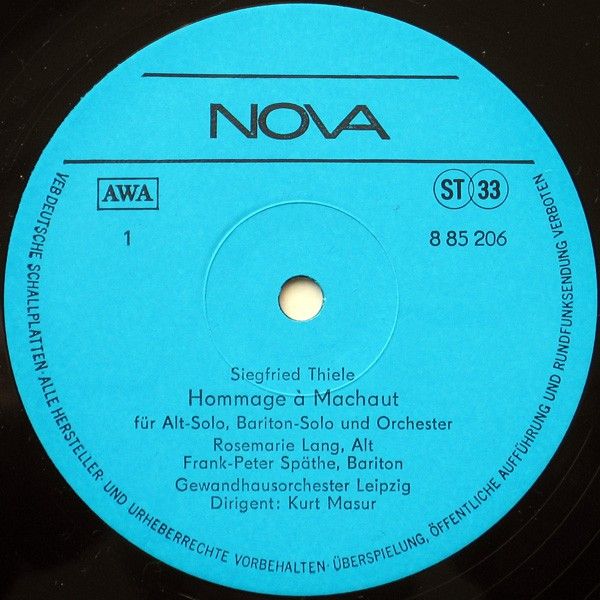 NOVA
AWA
ST 33
1
8 85 206
Siegfried Thiele
Hommage à Machaut
für Alt-Solo, Bariton-Solo und Orchester
Rosemarie Lang, Alt
Frank-Peter Späthe, Bariton
Gewandhausorchester Leipzig
Dirigent: Kurt Masur
VEB DEUTSCHE SCHALLPLATTEN · ALLE HERSTELLER- UND URHEBERRECHTE VORBEHALTEN · ÜBERSPIELUNG, ÖFFENTLICHE AUFFÜHRUNG UND RUNDFUNKSENDUNG VERBOTEN